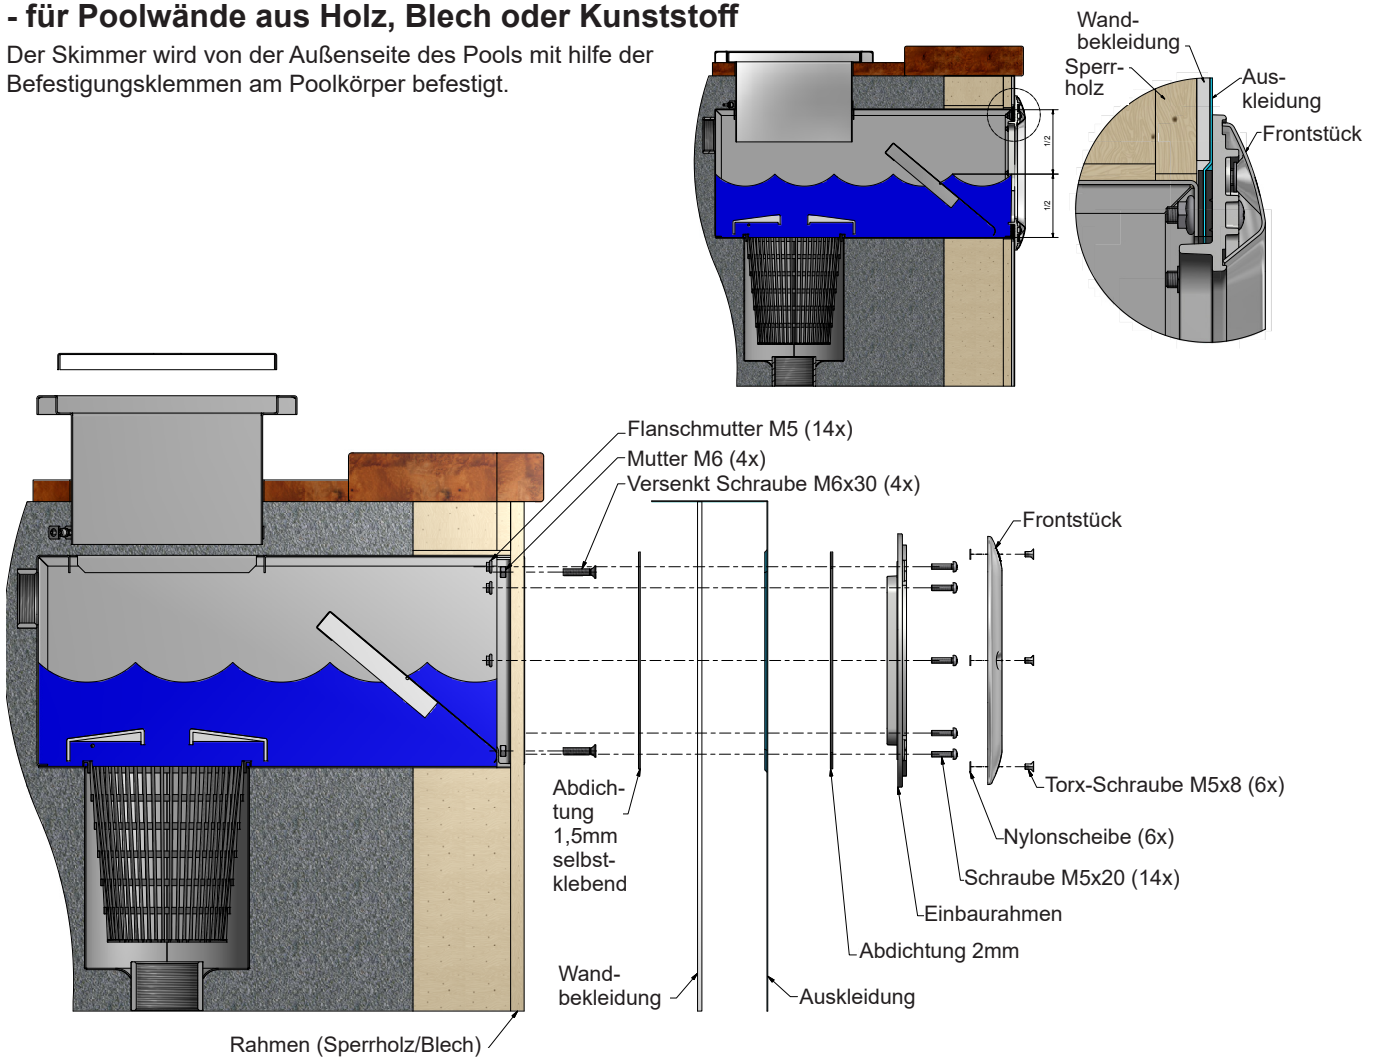 - für Poolwände aus Holz, Blech oder Kunststoff
Der Skimmer wird von der Außenseite des Pools mit hilfe der
Befestigungsklemmen am Poolkörper befestigt.
Wand-
bekleidung
Sperr-
holz
Aus-
kleidung
Frontstück
1/2
1/2
Flanschmutter M5 (14x)
Mutter M6 (4x)
Versenkt Schraube M6x30 (4x)
Frontstück
Abdich-
tung
1,5mm
selbst-
klebend
Torx-Schraube M5x8 (6x)
Nylonscheibe (6x)
Schraube M5x20 (14x)
Einbaurahmen
Abdichtung 2mm
Wand-
bekleidung
Auskleidung
Rahmen (Sperrholz/Blech)